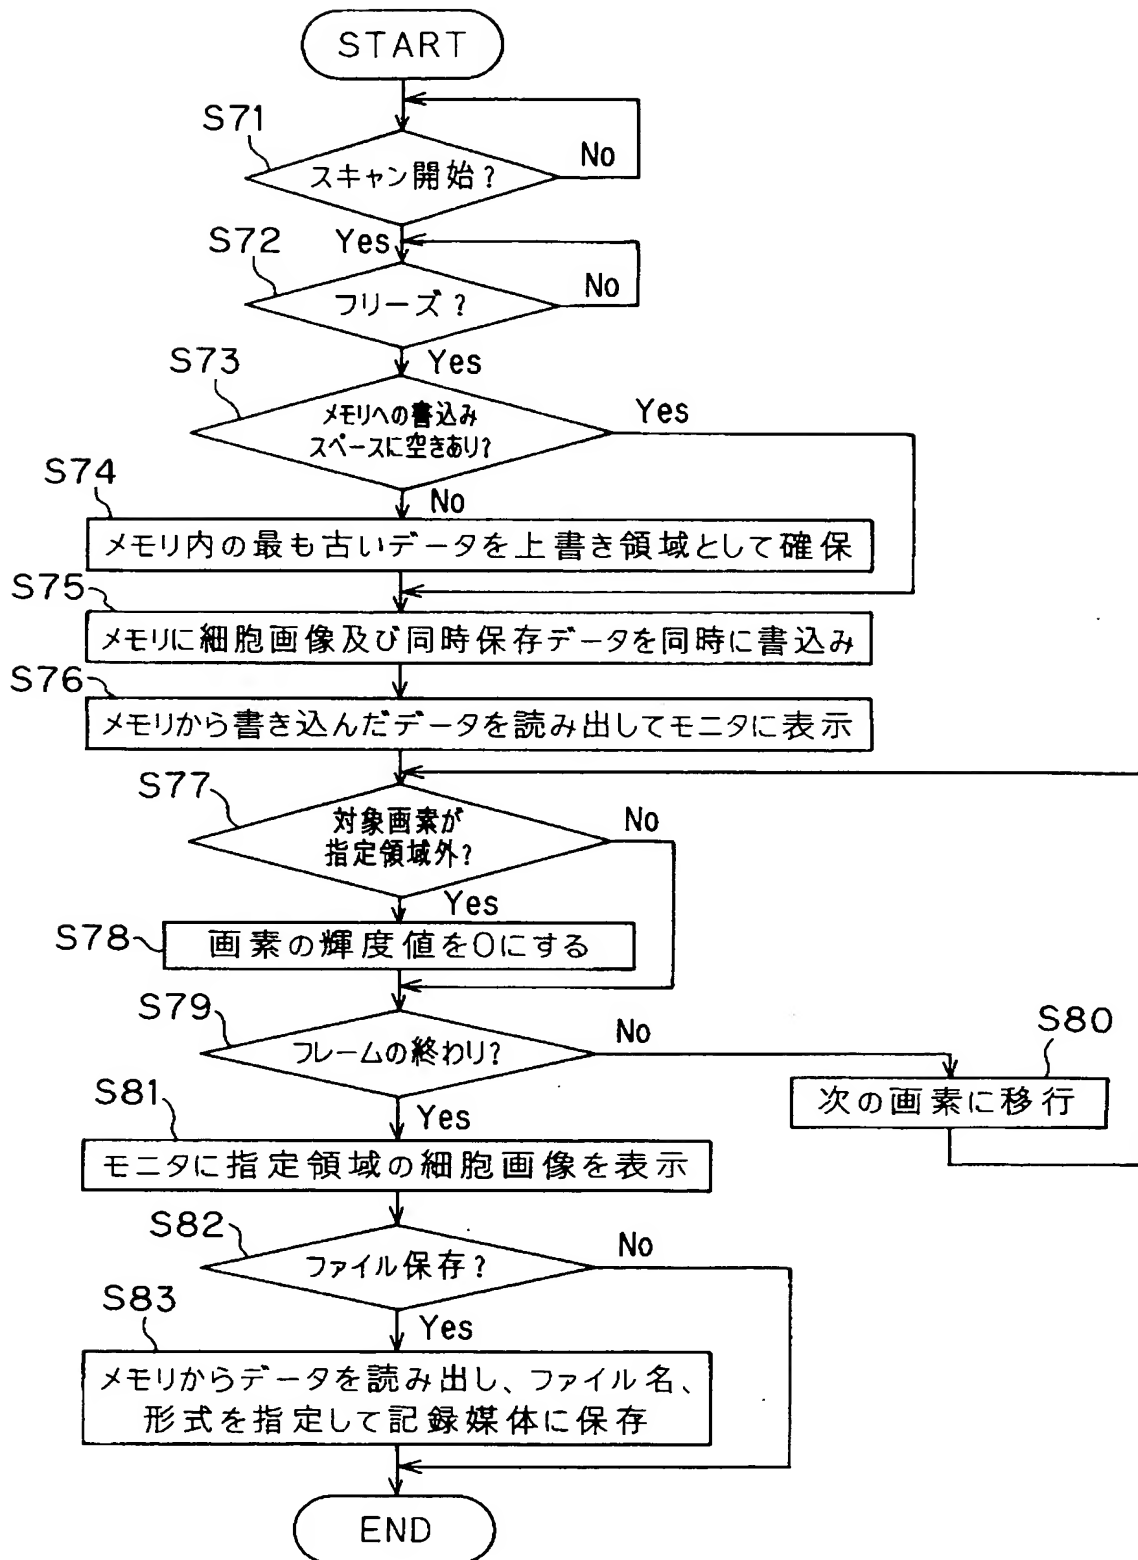 START
S71
スキャン開始?
No
S72
Yes
フリーズ?
No
S73
Yes
メモリへの書込み
スペースに空きあり?
Yes
S74
No
メモリ内の最も古いデータを上書き領域として確保
S75
メモリに細胞画像及び同時保存データを同時に書込み
S76
メモリから書き込んだデータを読み出してモニタに表示
S77
対象画素が
指定領域外?
No
Yes
S78
画素の輝度値を0にする
S79
フレームの終わり?
No
S80
次の画素に移行
S81
Yes
モニタに指定領域の細胞画像を表示
S82
ファイル保存?
No
S83
Yes
メモリからデータを読み出し、ファイル名、
形式を指定して記録媒体に保存
END